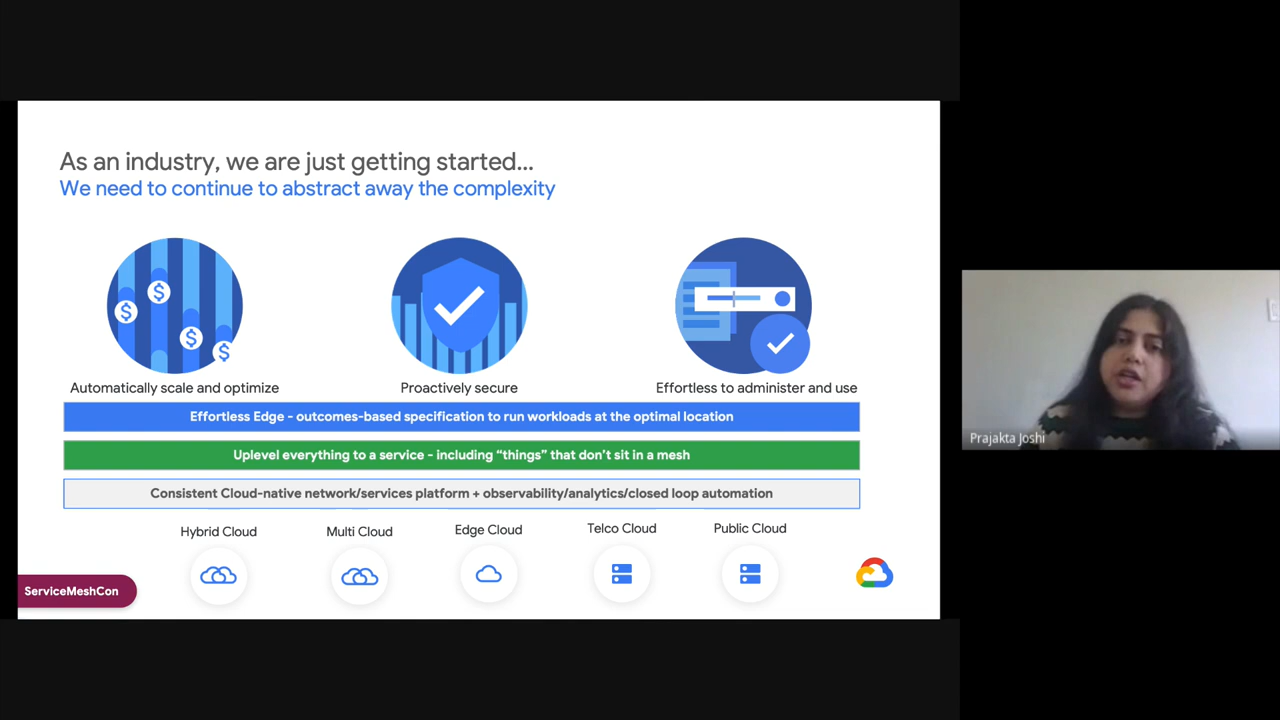 As an industry, we are just getting started...
We need to continue to abstract away the complexity
$ $ $ $
Automatically scale and optimize
Proactively secure
Effortless to administer and use
Effortless Edge - outcomes-based specification to run workloads at the optimal location
Uplevel everything to a service - including “things” that don’t sit in a mesh
Consistent Cloud-native network/services platform + observability/analytics/closed loop automation
Hybrid Cloud
Multi Cloud
Edge Cloud
Telco Cloud
Public Cloud
ServiceMeshCon
Prajakta Joshi